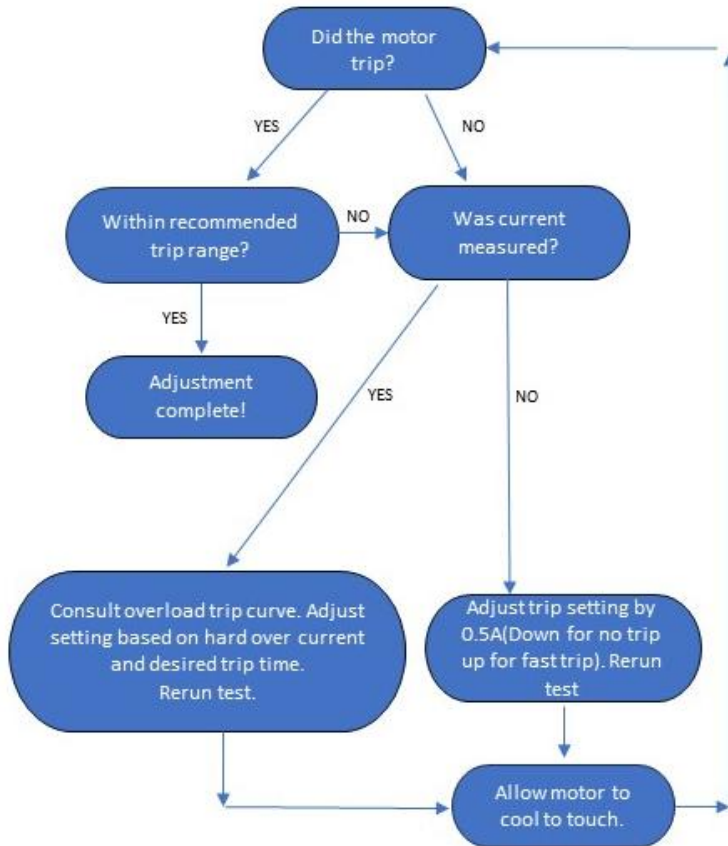 Did the motor
trip?
YES
NO
Within recommended
trip range?
NO
Was current
measured?
YES
Adjustment
complete!
YES
NO
Consult overload trip curve. Adjust
setting based on hard over current
and desired trip time.
Rerun test.
Adjust trip setting by
0.5A(Down for no trip
up for fast trip). Rerun
test
Allow motor to
cool to touch.